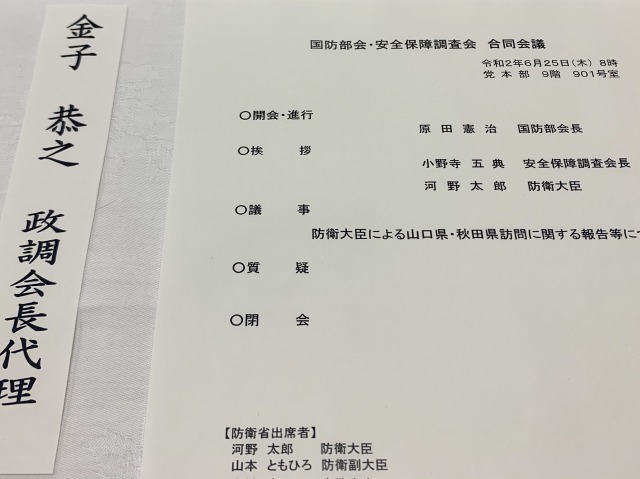 金子 恭之 政調会長代理
国防部会・安全保障調査会 合同会議
令和2年6月25日(木) 8時
党本部 9階 901号室
〇開会・進行
原田憲治 国防部会長
〇挨 拶
小野寺五典 安全保障調査会長
河野太郎 防衛大臣
〇議 事
防衛大臣による山口県・秋田県訪問に関する報告等に
〇質 疑
〇閉 会
【防衛省出席者】
河野 太郎 防衛大臣
山本 ともひろ 防衛副大臣